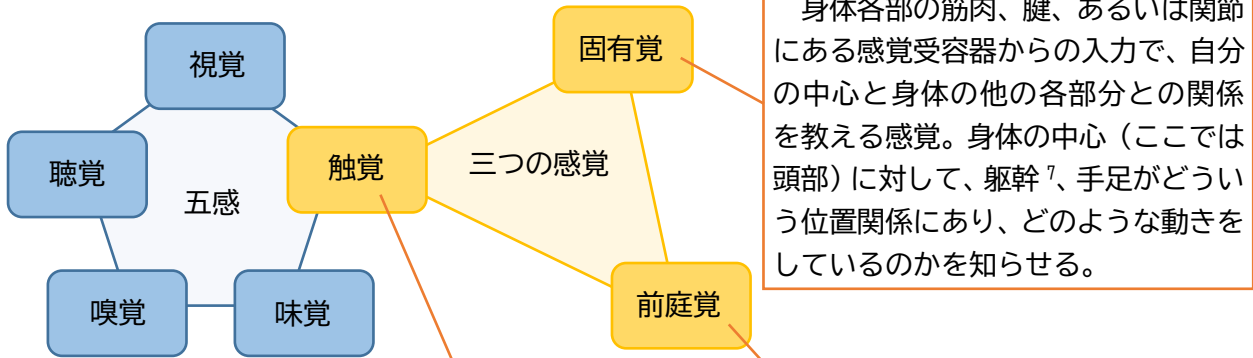 視覚
聴覚
触覚
五感
嗅覚
味覚
固有覚
三つの感覚
前庭覚
身体各部の筋肉、腱、あるいは関節
にある感覚受容器からの入力で、自分
の中心と身体の他の各部分との関係
を教える感覚。身体の中心（ここでは
頭部）に対して、躯幹7、手足がどうい
う位置関係にあり、どのような動きを
しているのかを知らせる。